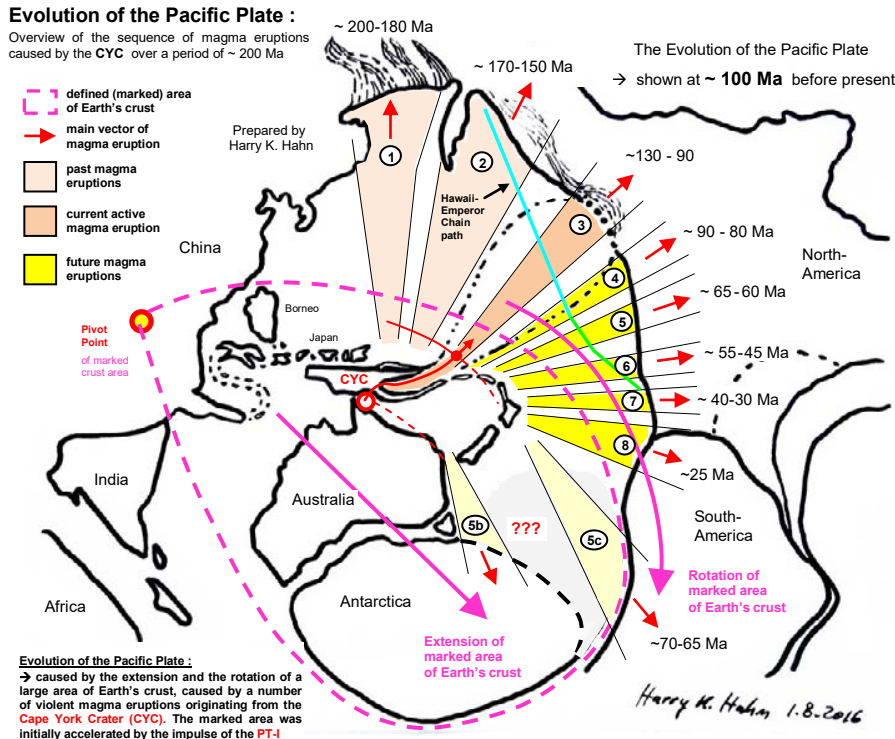 Evolution of the Pacific Plate :
Overview of the sequence of magma eruptions
caused by the CYC over a period of ~ 200 Ma
defined (marked) area
of Earth's crust
main vector of
magma eruption
past magma
eruptions
current active
magma eruption
future magma
eruptions
Prepared by
Harry K. Hahn
~ 200-180 Ma
~ 170-150 Ma
The Evolution of the Pacific Plate
→ shown at ~ 100 Ma before present
~130 - 90
~ 90 - 80 Ma
~ 65 - 60 Ma
~ 55-45 Ma
~ 40-30 Ma
~25 Ma
~70-65 Ma
1
2
3
4
5
6
7
8
5b
5c
???
Hawaii-
Emperor
Chain
path
China
North-
America
Borneo
Japan
Pivot
Point
of marked
crust area
CYC
India
Australia
South-
America
Africa
Antarctica
Rotation of
marked area
of Earth's crust
Extension of
marked area
of Earth's crust
Evolution of the Pacific Plate :
→ caused by the extension and the rotation of a
large area of Earth's crust, caused by a number
of violent magma eruptions originating from the
Cape York Crater (CYC). The marked area was
initially accelerated by the impulse of the PT-I
Harry K. Hahn 1.8.2016